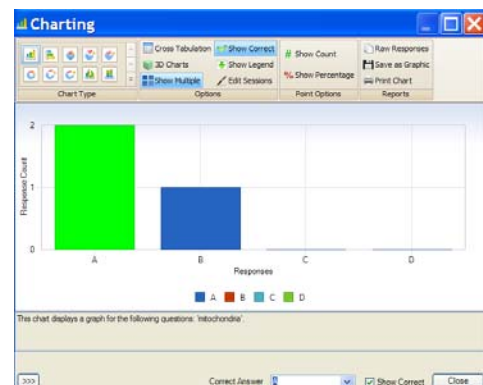 Charting
Cross Tabulation
Show Correct
3D Charts
Show Legend
Show Multiple
Edit Sessions
# Show Count
% Show Percentage
Raw Responses
Save as Graphic
Print Chart
Chart Type
Options
Point Options
Reports
2
1
0
Response Count
A B C D
Responses
A B C D
This chart displays a graph for the following questions: 'mitochondria'.
>>>
Correct Answer A
Show Correct
Close